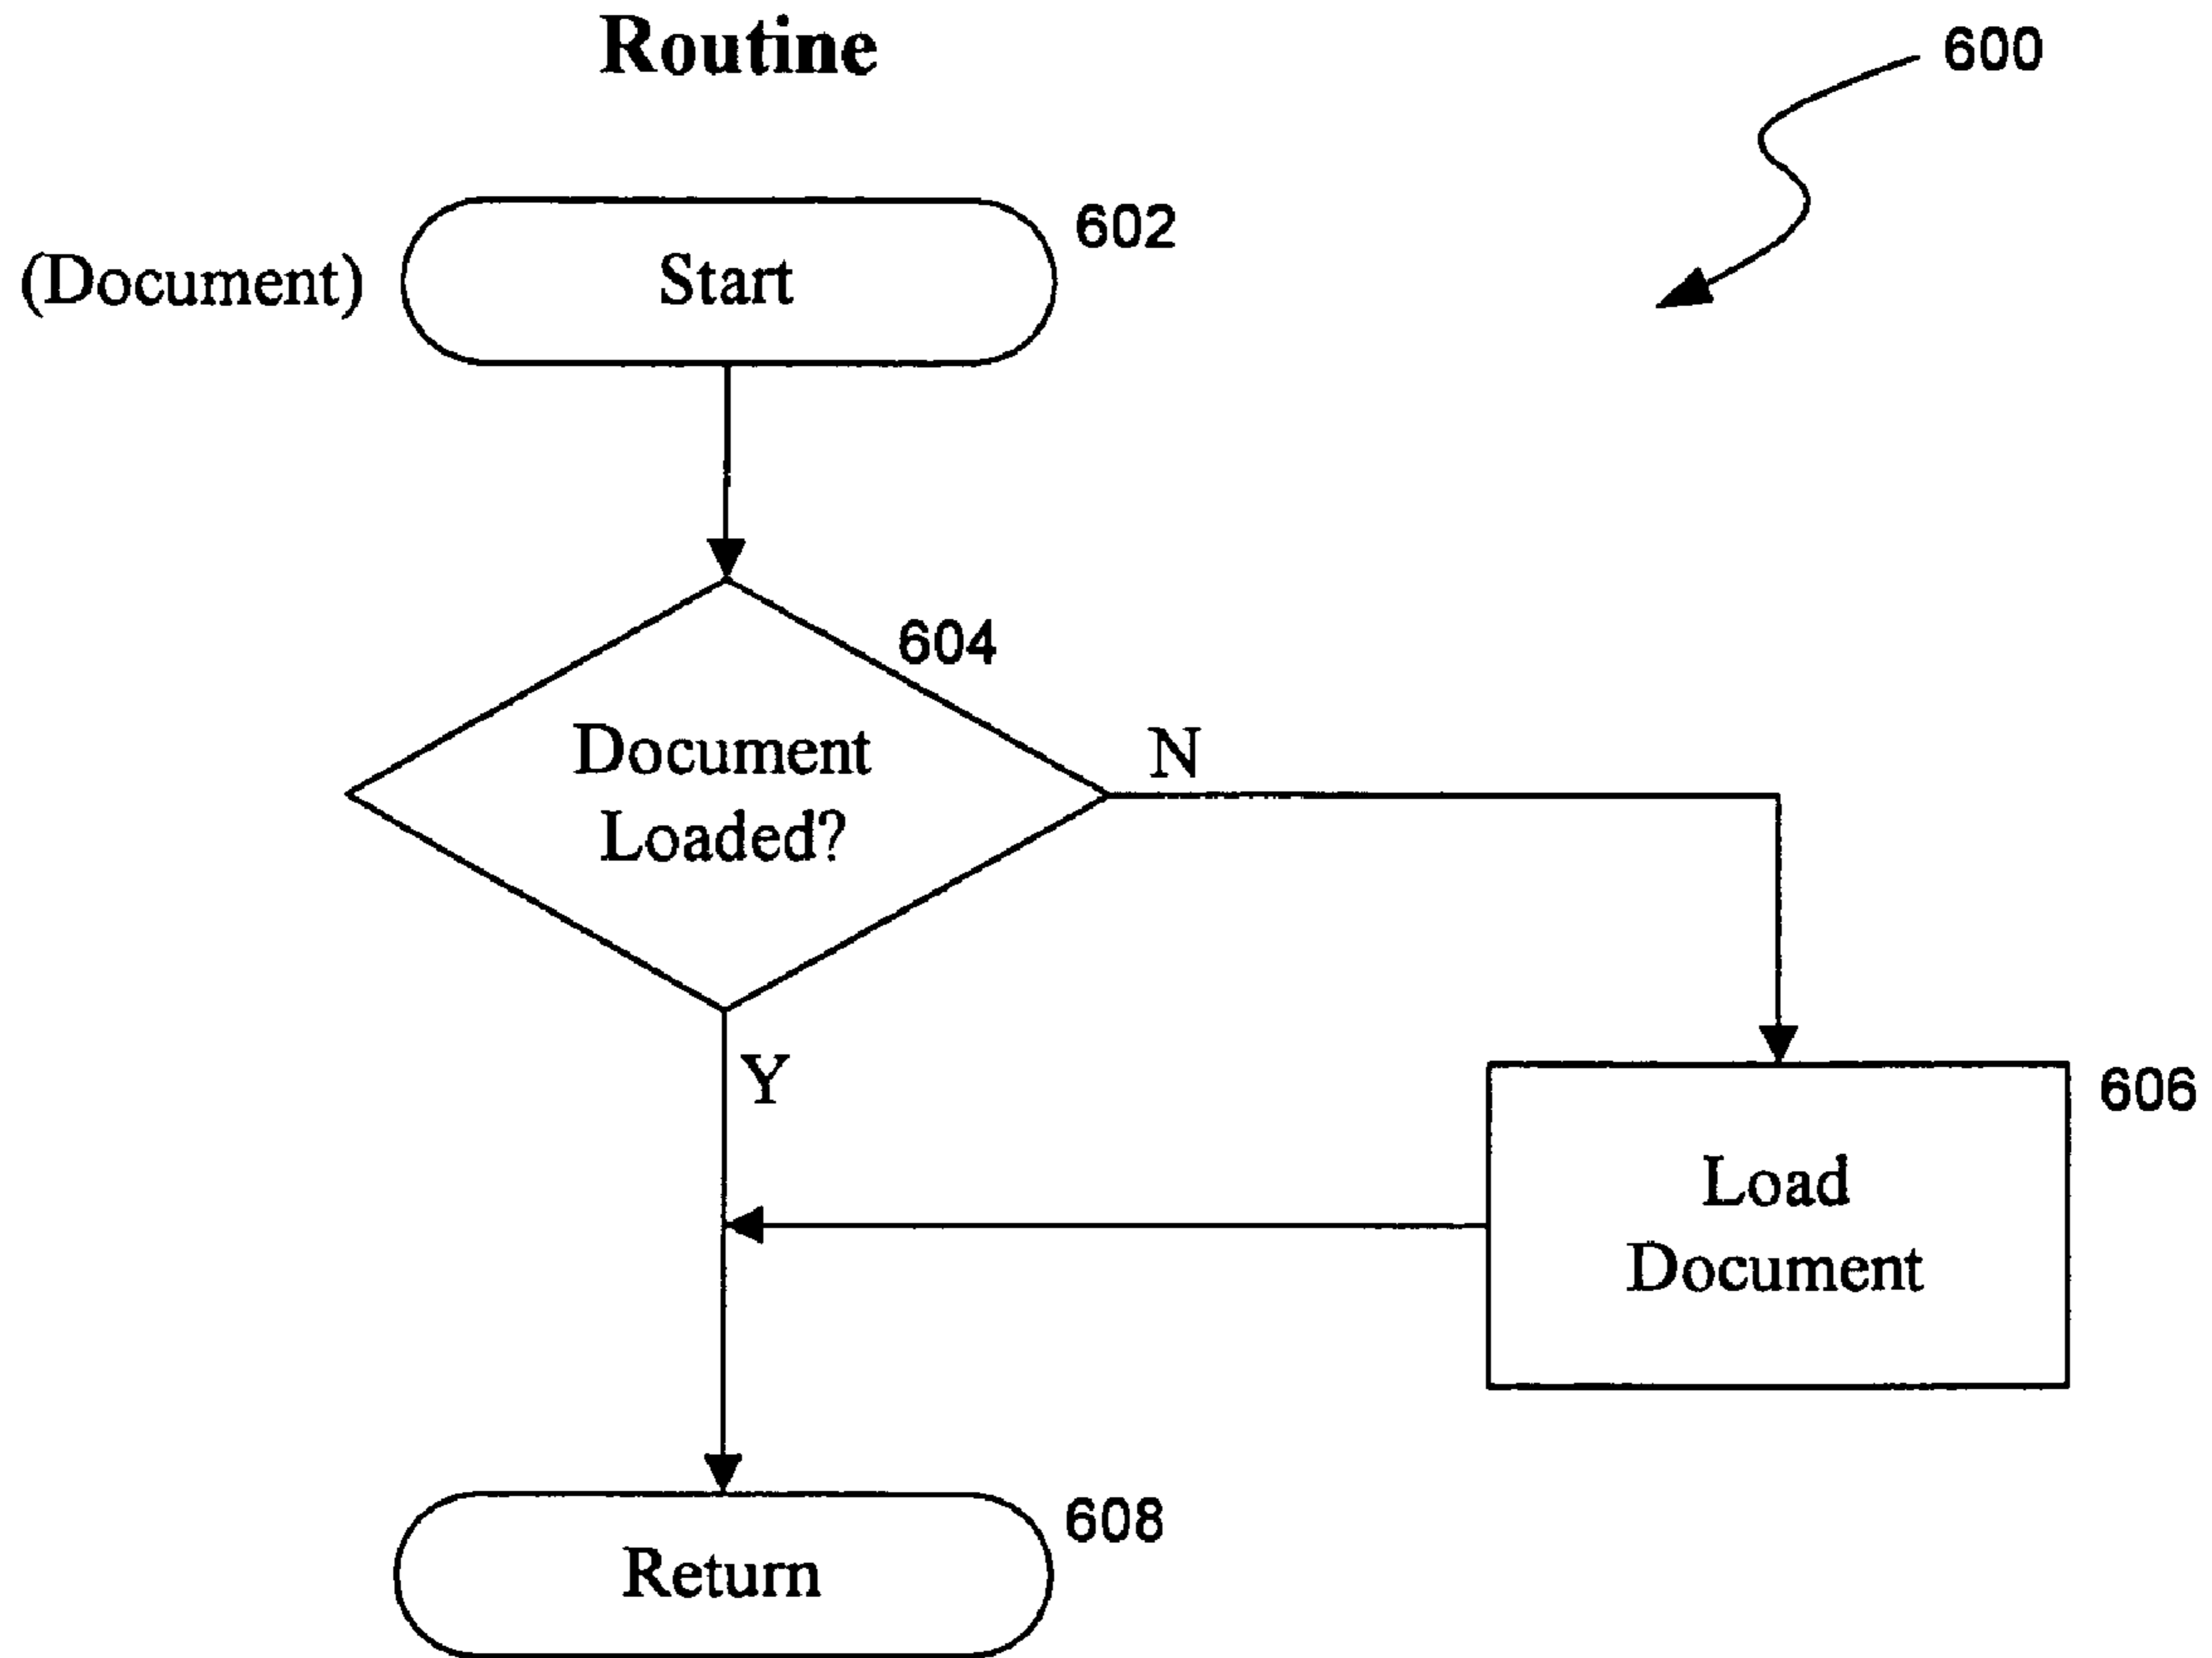 Routine
600
602
(Document)
Start
604
Document
Loaded?
N
Y
606
Load
Document
608
Return